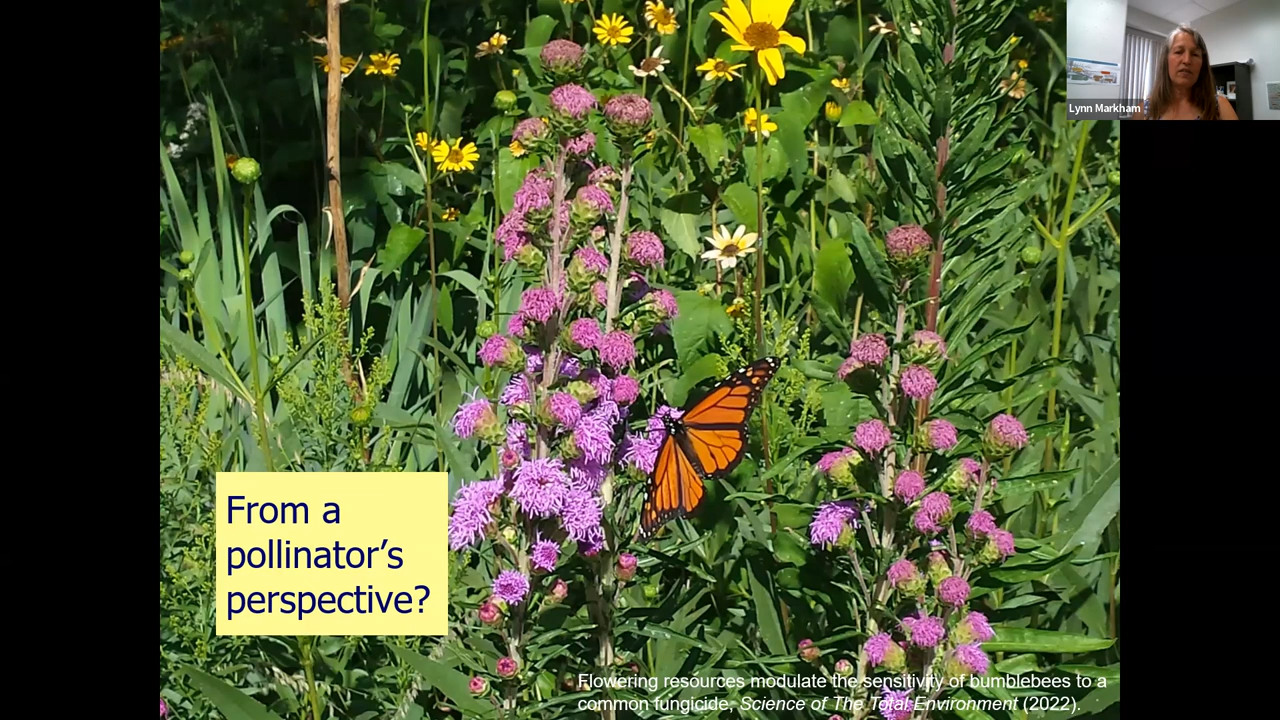 Lynn Markham
From a
pollinator's
perspective?
Flowering resources modulate the sensitivity of bumblebees to a
common fungicide, Science of The Total Environment (2022).